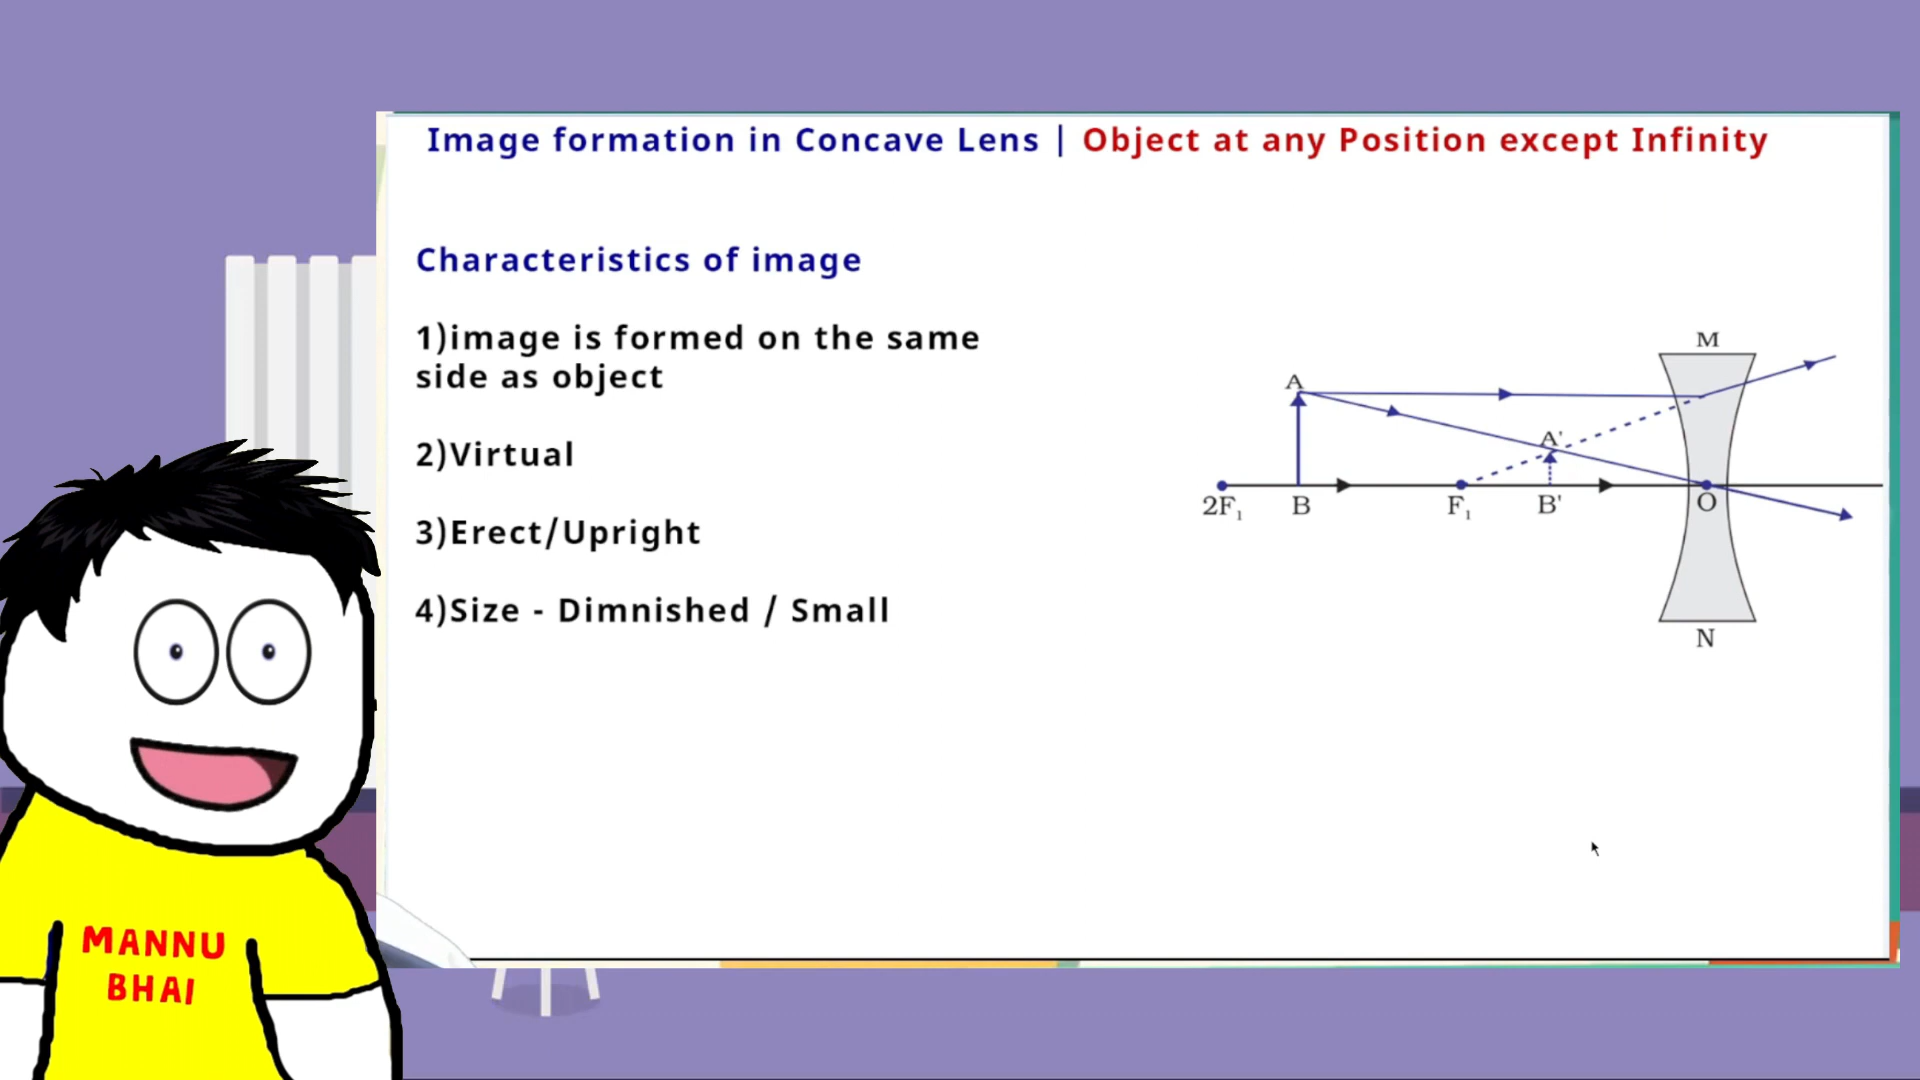 Image formation in Concave Lens | Object at any Position except Infinity
Characteristics of image
1)image is formed on the same
side as object
2)Virtual
3)Erect/Upright
4)Size - Dimnished / Small
M
A
A'
2F₁
B
F₁
B'
O
N
MANNU
BHAI